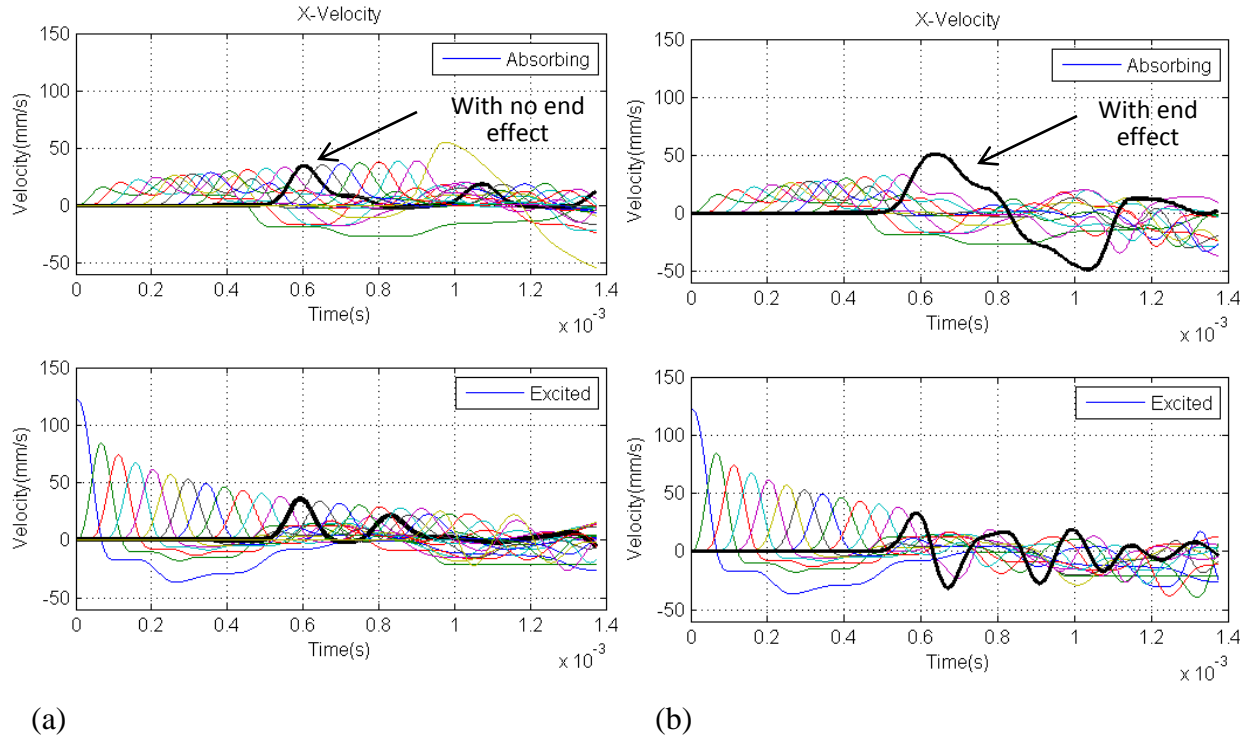 X-Velocity
150
100
50
0
-50
Velocity(mm/s)
Absorbing
With no end
effect
0 0.2 0.4 0.6 0.8 1 1.2 1.4
Time(s)
x 10-3
X-Velocity
150
100
50
0
-50
Velocity(mm/s)
Absorbing
With end
effect
0 0.2 0.4 0.6 0.8 1 1.2 1.4
Time(s)
x 10-3
150
100
50
0
-50
Velocity(mm/s)
Excited
0 0.2 0.4 0.6 0.8 1 1.2 1.4
Time(s)
x 10-3
150
100
50
0
-50
Velocity(mm/s)
Excited
0 0.2 0.4 0.6 0.8 1 1.2 1.4
Time(s)
x 10-3
(a)
(b)